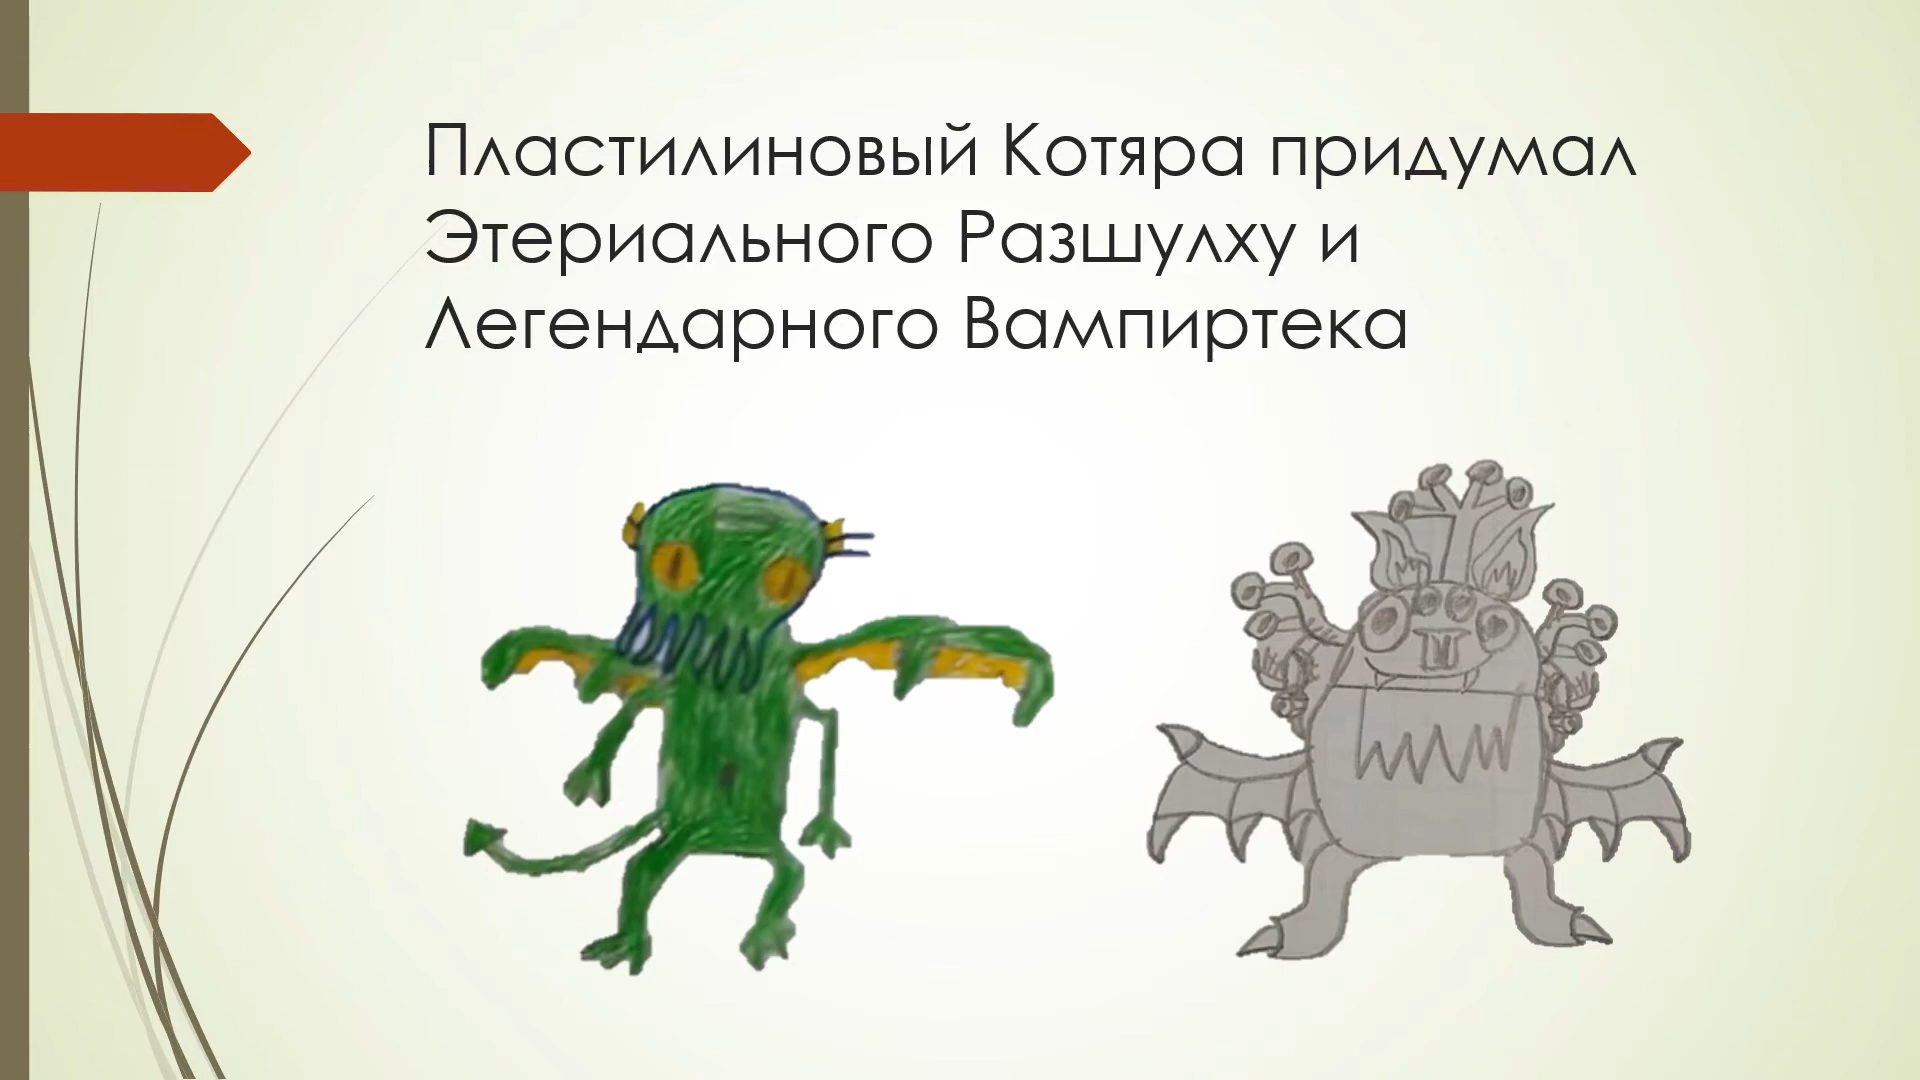 Пластилиновый Котяра придумал
Этериального Разшулху и
Легендарного Вампиртека